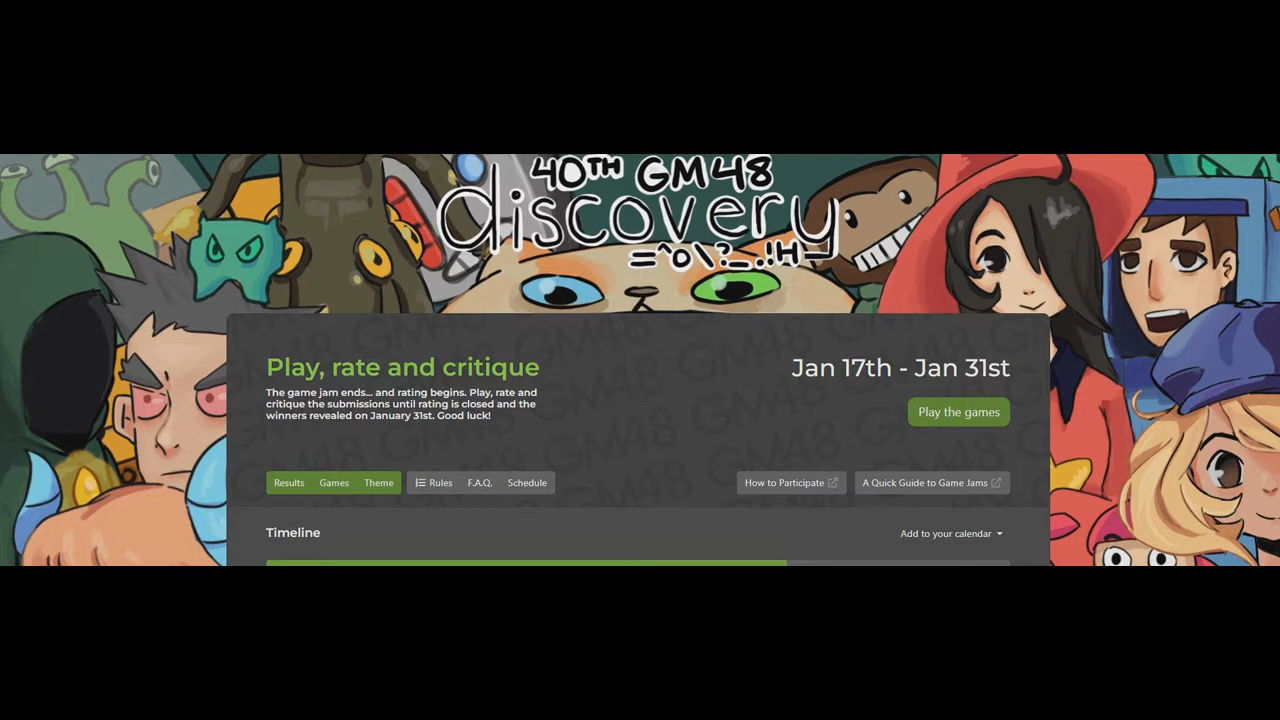 40TH GM48
discovery
=^o\?_.!H-
Play, rate and critique
Jan 17th - Jan 31st
The game jam ends... and rating begins. Play, rate and
critique the submissions until rating is closed and the
winners revealed on January 31st. Good luck!
Play the games
Results Games Theme Rules F.A.Q. Schedule How to Participate A Quick Guide to Game Jams
Timeline
Add to your calendar